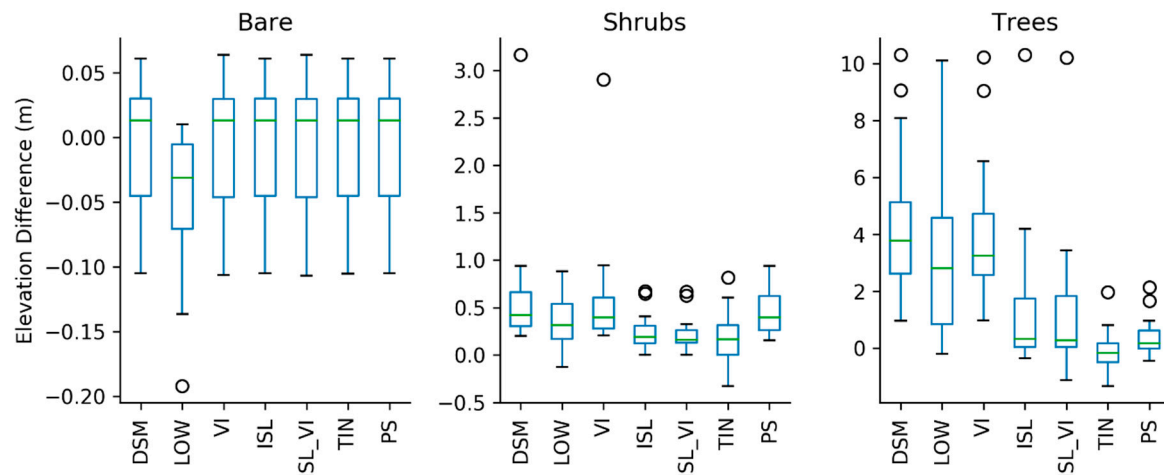 Bare
Shrubs
Trees
Elevation Difference (m)
0.05
0.00
−0.05
−0.10
−0.15
−0.20
DSM
LOW
VI
ISL
SL_VI
TIN
PS
3.0
2.5
2.0
1.5
1.0
0.5
0.0
−0.5
DSM
LOW
VI
ISL
SL_VI
TIN
PS
10
8
6
4
2
0
DSM
LOW
VI
ISL
SL_VI
TIN
PS